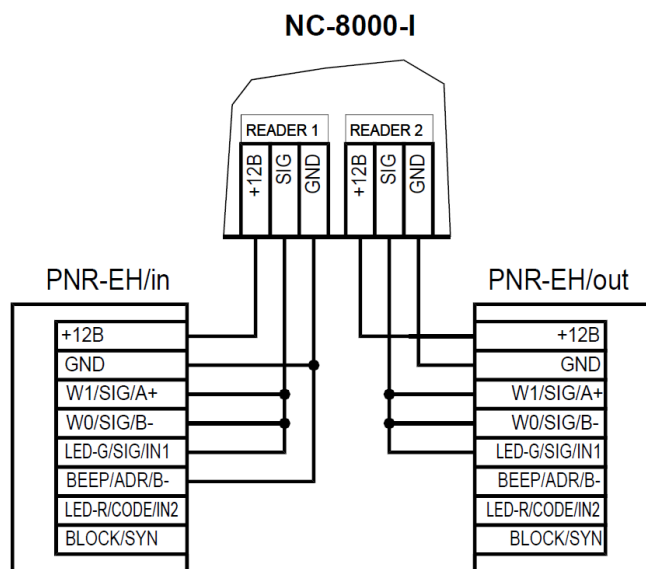 NC-8000-I
READER 1
READER 2
+12B
SIG
GND
+12B
SIG
GND
PNR-EH/in
+12B
GND
W1/SIG/A+
W0/SIG/B-
LED-G/SIG/IN1
BEEP/ADR/B-
LED-R/CODE/IN2
BLOCK/SYN
PNR-EH/out
+12B
GND
W1/SIG/A+
W0/SIG/B-
LED-G/SIG/IN1
BEEP/ADR/B-
LED-R/CODE/IN2
BLOCK/SYN